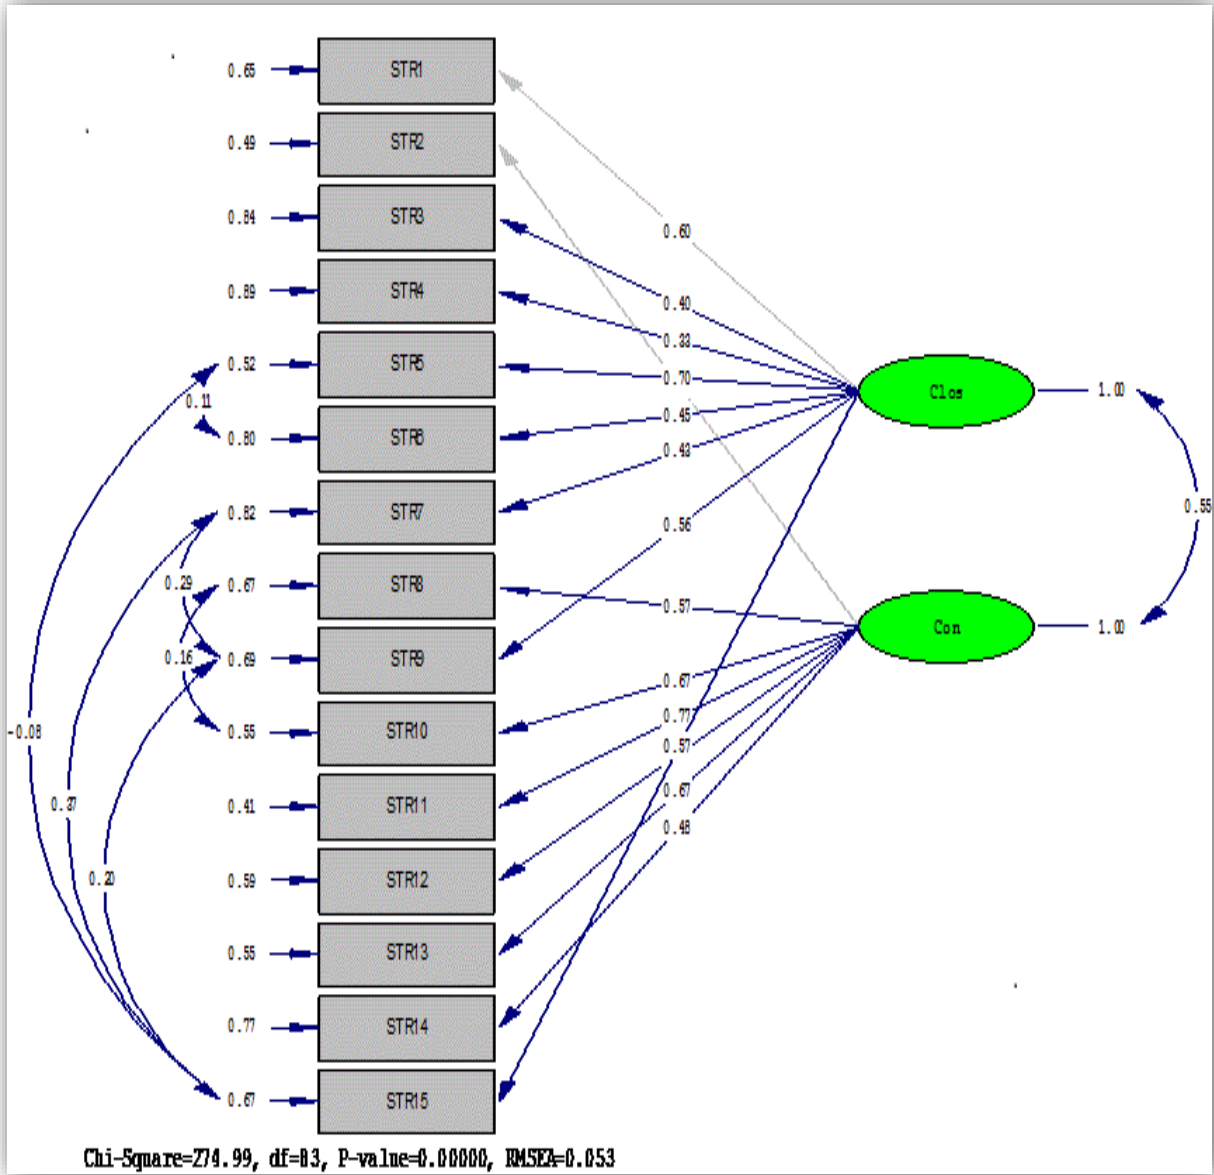 0.65 STR1
0.49 STR2
0.84 STR3
0.60
0.89 STR4
0.40
0.33
0.52 STR5
0.70
Clos 1.00
0.11
0.80 STR6
0.45
0.43
0.82 STR7
0.56
0.55
0.29
0.67 STR8
0.57
Con 1.00
0.16
0.69 STR9
0.67
-0.08
0.55 STR10
0.77
0.57
0.37
0.41 STR11
0.67
0.48
0.20
0.59 STR12
0.55 STR13
0.77 STR14
0.67 STR15
Chi-Square=274.99, df=83, P-value=0.00000, RMSEA=0.053